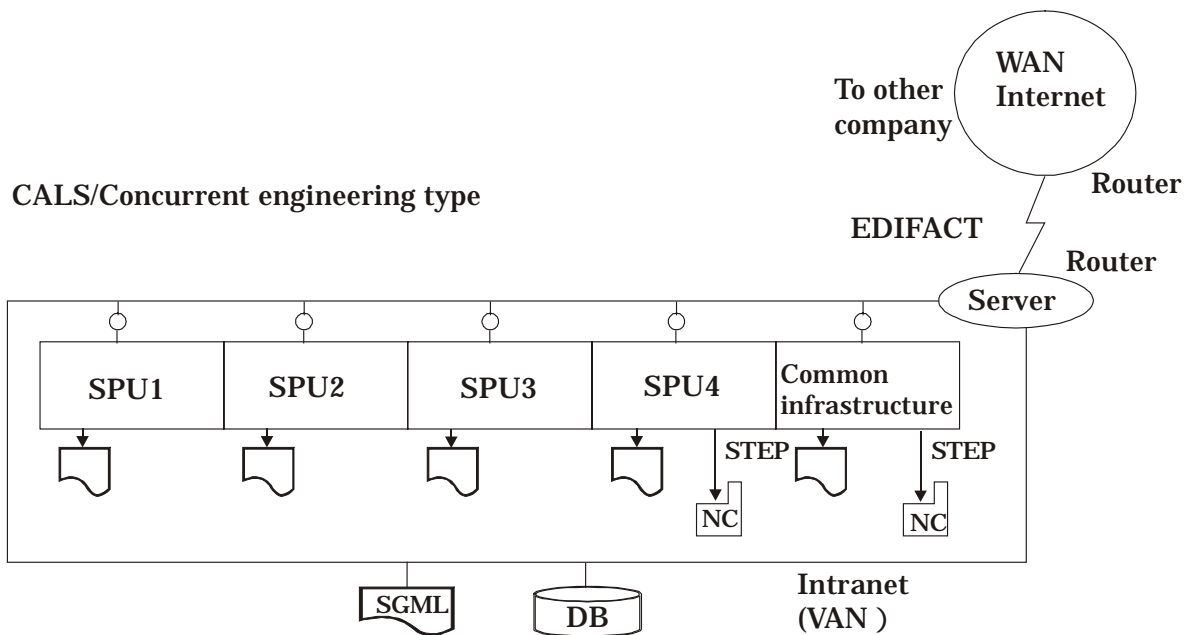 WAN
Internet
To other
company
CALS/Concurrent engineering type
Router
EDIFACT
Router
Server
SPU1
SPU2
SPU3
SPU4
Common
infrastructure
STEP
STEP
NC
NC
SGML
DB
Intranet
(VAN )